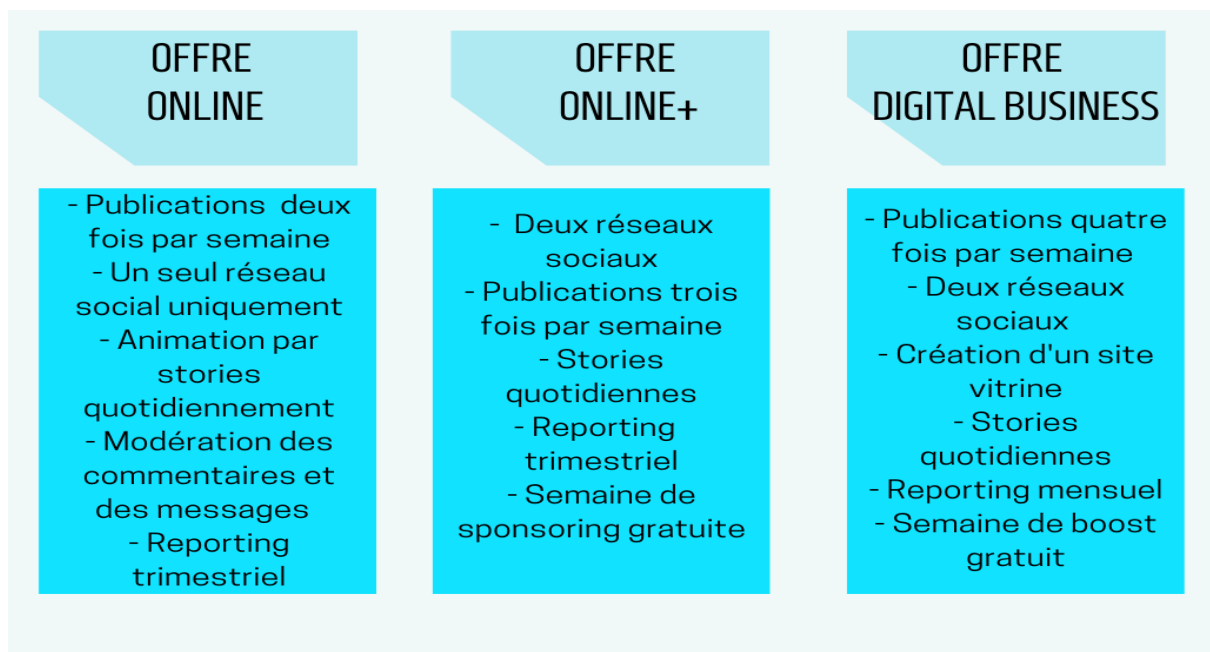 OFFRE
ONLINE
- Publications deux
fois par semaine
- Un seul réseau
social uniquement
- Animation par
stories
quotidiennement
- Modération des
commentaires et
des messages
- Reporting
trimestriel
OFFRE
ONLINE+
- Deux réseaux
sociaux
- Publications trois
fois par semaine
- Stories
quotidiennes
- Reporting
trimestriel
- Semaine de
sponsoring gratuite
OFFRE
DIGITAL BUSINESS
- Publications quatre
fois par semaine
- Deux réseaux
sociaux
- Création d'un site
vitrine
- Stories
quotidiennes
- Reporting mensuel
- Semaine de boost
gratuit